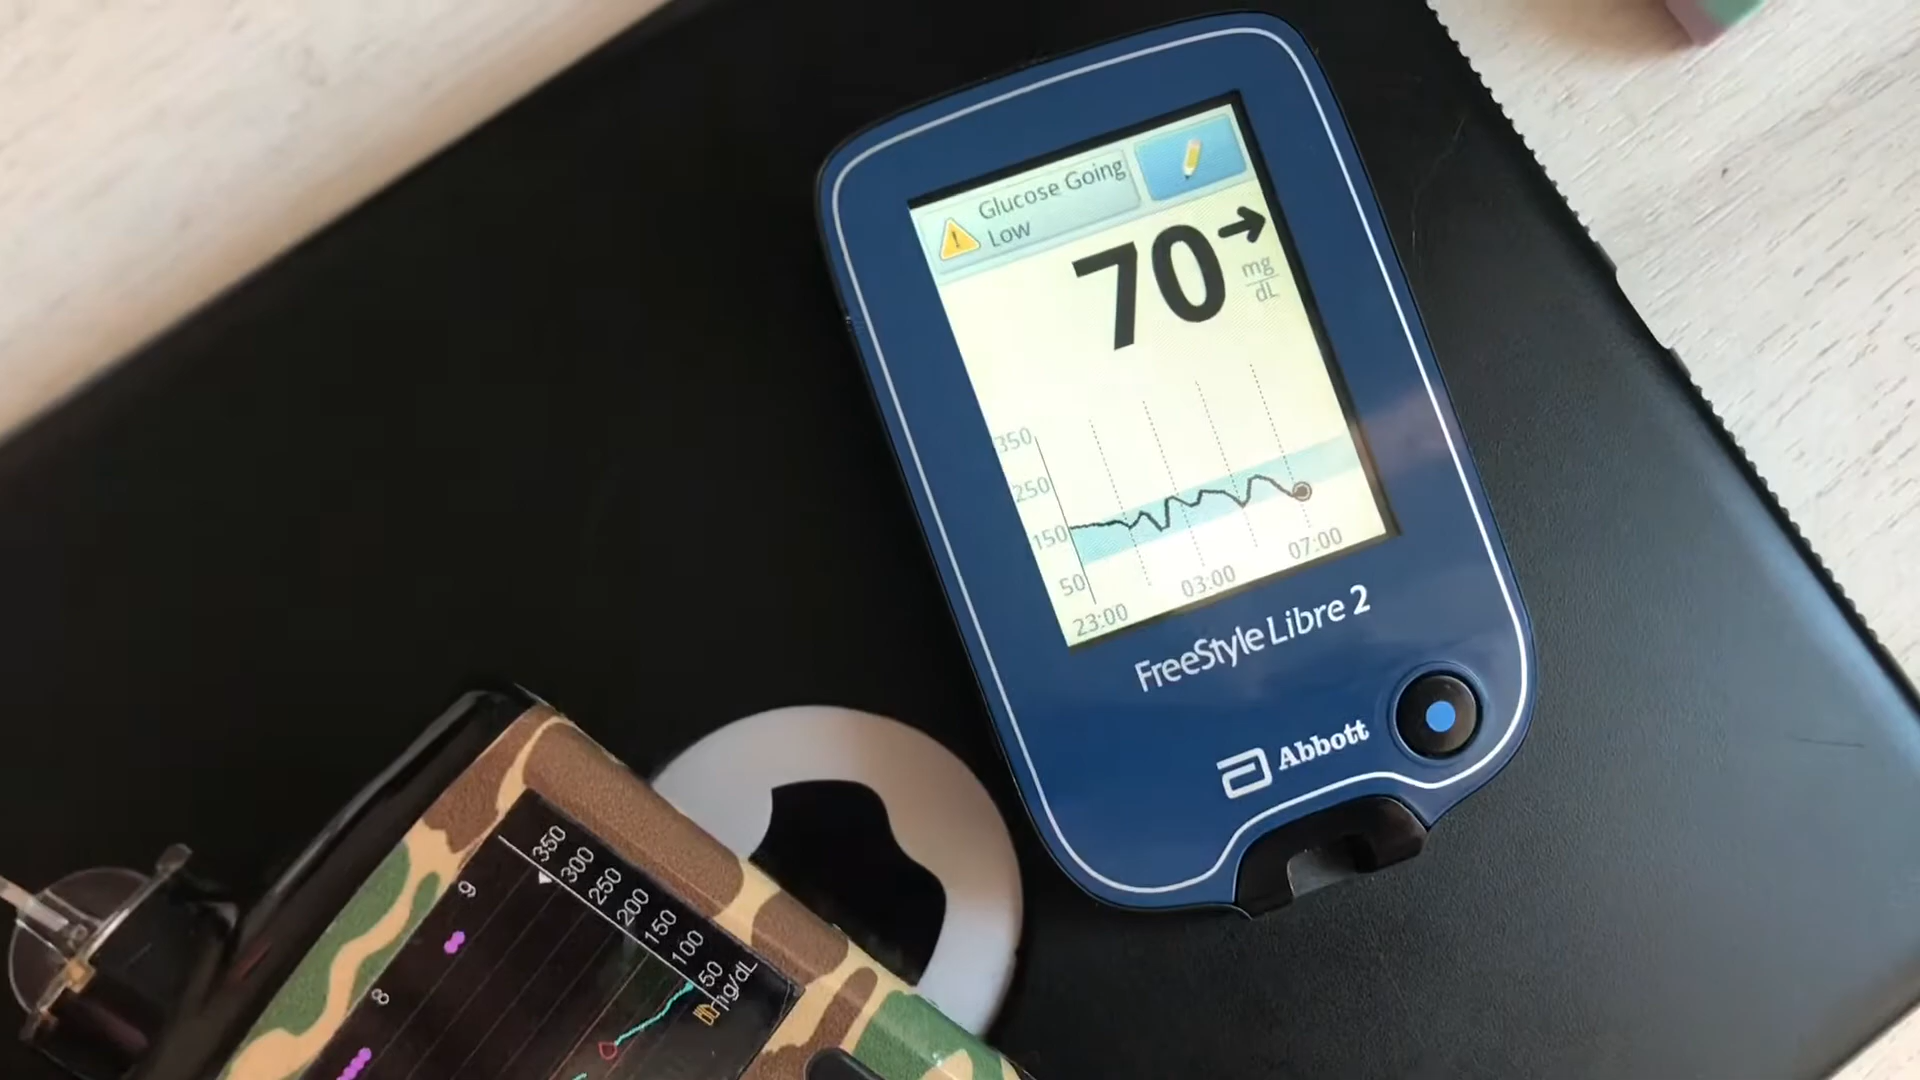 Glucose Going
Low
70
mg
dL
350
250
150
50
23:00
03:00
07:00
FreeStyle Libre 2
Abbott
350
300
250
200
150
100
50
mg/dL
9
8